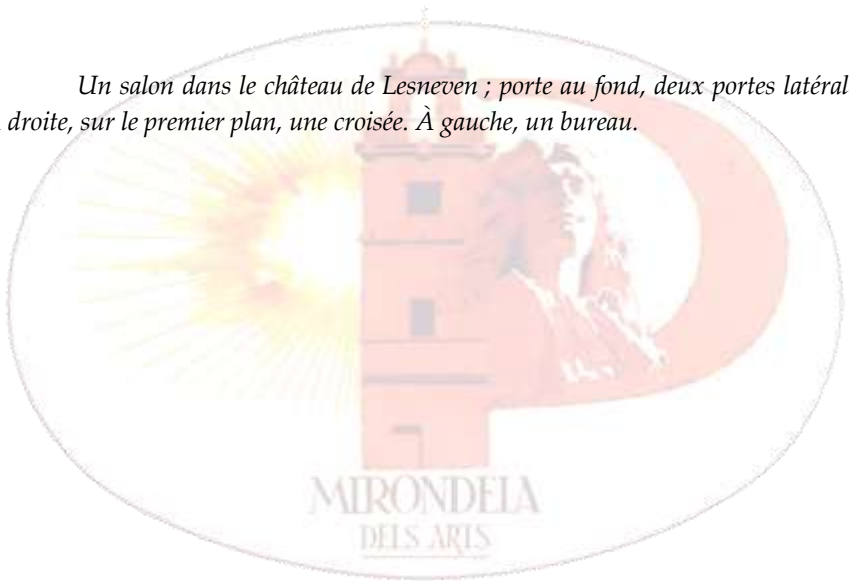 Un salon dans le château de Lesneven ; porte au fond, deux portes latéral
droite, sur le premier plan, une croisée. À gauche, un bureau.
MIRONDELA
DELS ARTS